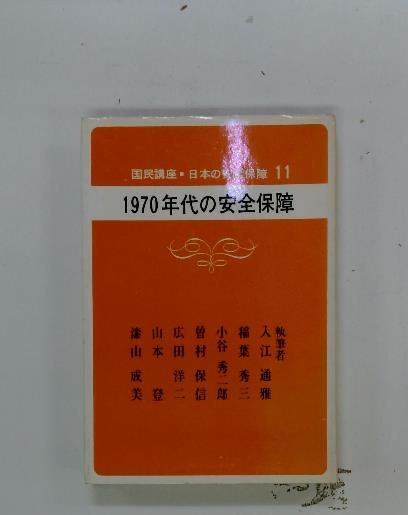 国民講座・日本の安全保障 11
1970年代の安全保障
執筆者
入江通雅
稲葉秀三
小谷秀二郎
曽村保信
広田洋二
山本登
漆山成美